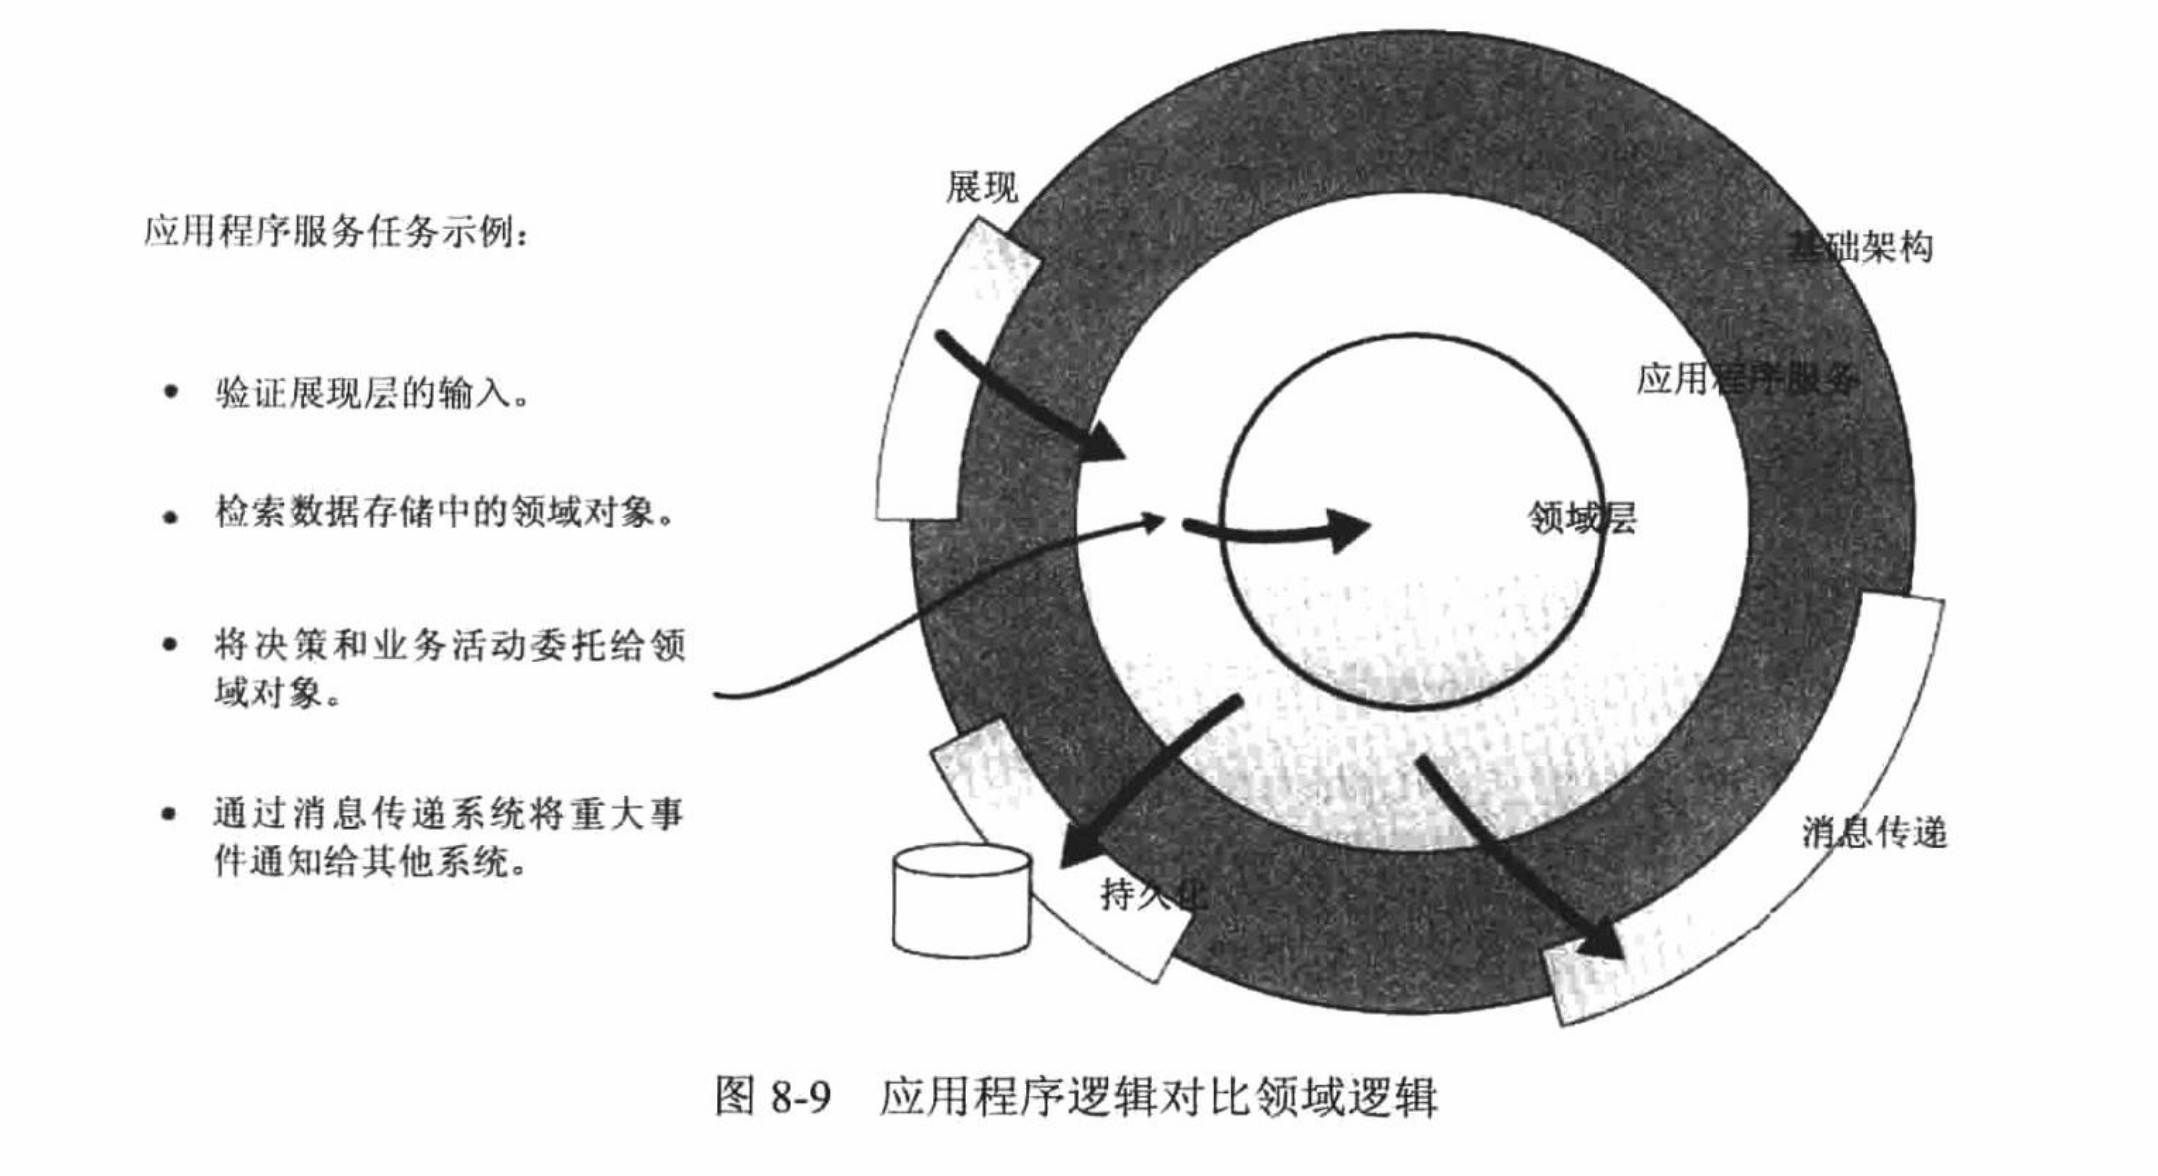 应用程序服务任务示例：
• 验证展现层的输入。
• 检索数据存储中的领域对象。
• 将决策和业务活动委托给领
域对象。
• 通过消息传递系统将重大事
件通知给其他系统。
展现
基础架构
应用程序服务
领域层
消息传递
持久化
图 8-9 应用程序逻辑对比领域逻辑